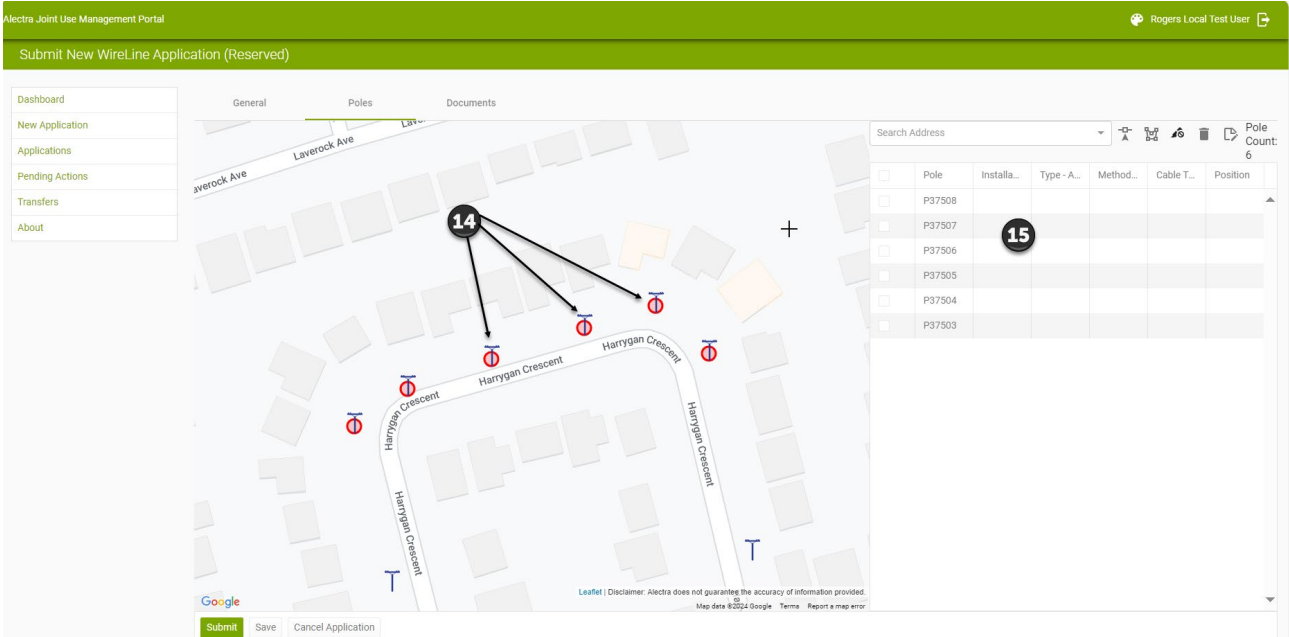 Alectra Joint Use Management Portal
Rogers Local Test User
Submit New WireLine Application (Reserved)
Dashboard
New Application
Applications
Pending Actions
Transfers
About
General
Poles
Documents
Search Address
Pole
Count:
6
Pole
Installa...
Type - A...
Method...
Cable T...
Position
P37508
P37507
P37506
P37505
P37504
P37503
14
15
Laverock Ave
Harrygan Crescent
Harrygan Crescent
Harrygan Crescent
Harrygan Crescent
Harrygan Crescent
Google
Leaflet | Disclaimer: Alectra does not guarantee the accuracy of information provided.
Map data ©2024 Google Terms Report a map error
Submit
Save
Cancel Application